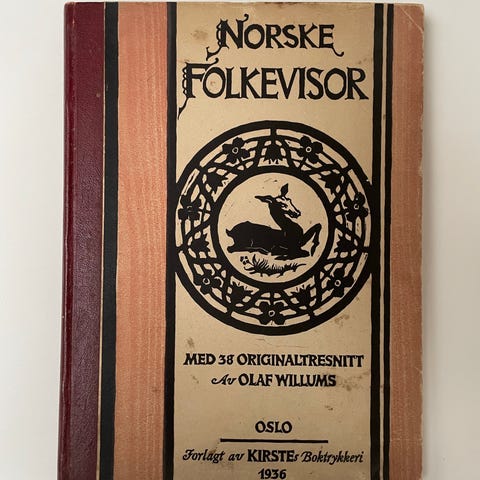 NORSKE
FOLKEVISOR
MED 38 ORIGINALTRESNITT
Av OLAF WILLUMS
OSLO
Forlagt av KIRSTEs Boktrykkeri
1936